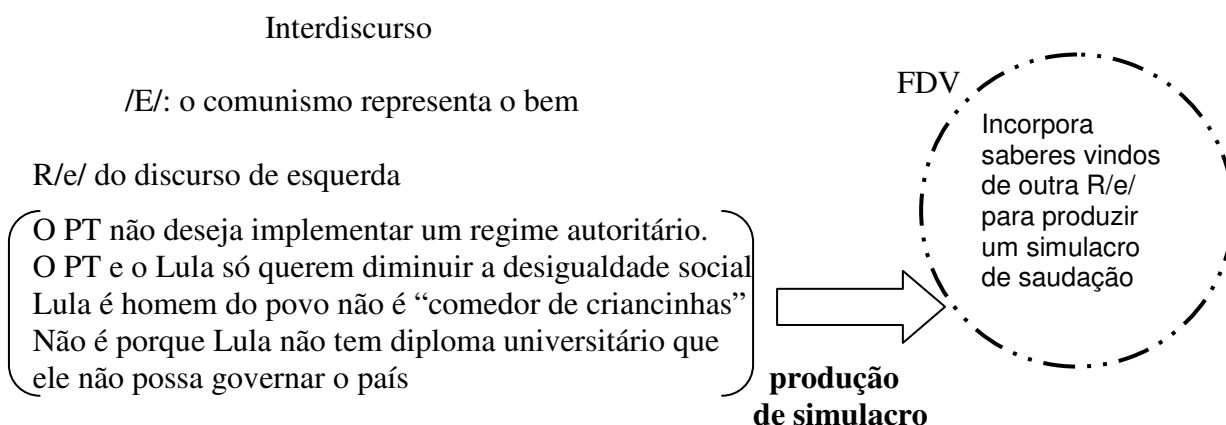 Interdiscurso
/E/: o comunismo representa o bem
R/e/ do discurso de esquerda
O PT não deseja implementar um regime autoritário.
O PT e o Lula só querem diminuir a desigualdade social
Lula é homem do povo não é “comedor de criancinhas”
Não é porque Lula não tem diploma universitário que
ele não possa governar o país
produção
de simulacro
FDV
Incorpora
saberes vindos
de outra R/e/
para produzir
um simulacro
de saudação